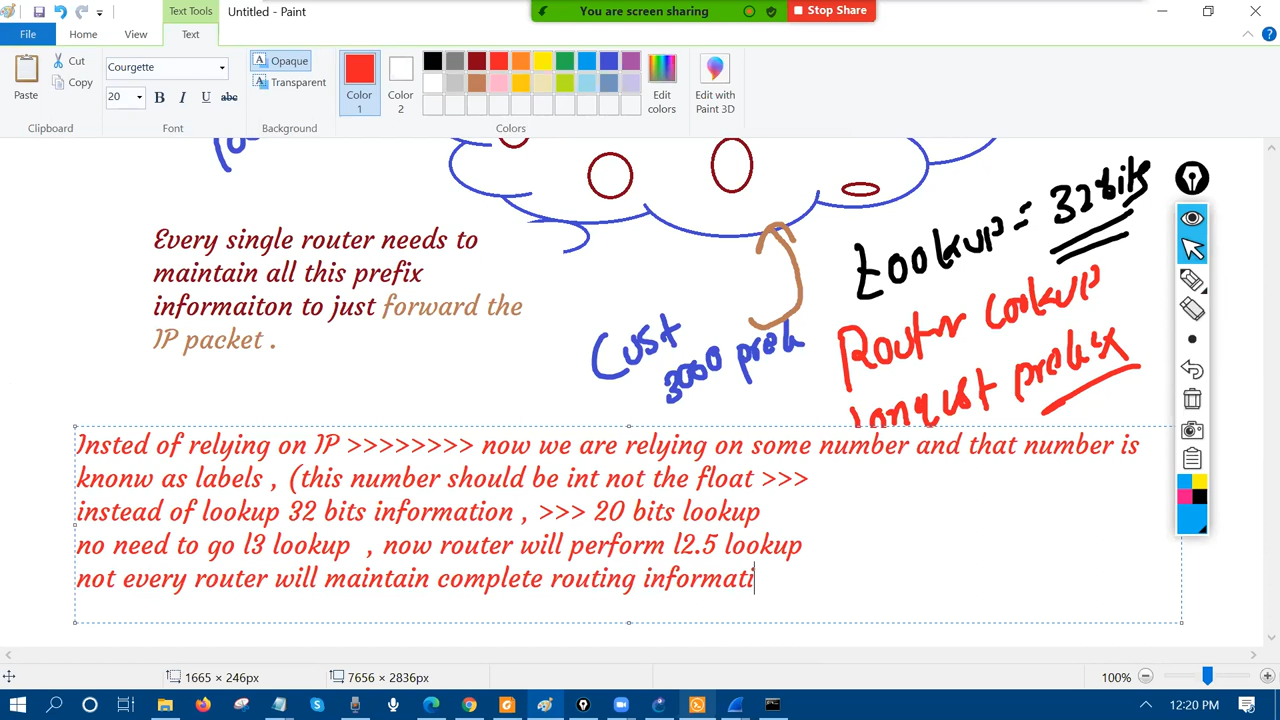 Text Tools
Untitled - Paint
You are screen sharing
Stop Share
File
Home
View
Text
Paste
Cut
Copy
Clipboard
Courgette
20
B I U abc
Font
Opaque
Transparent
Background
Color 1
Color 2
Colors
Edit colors
Edit with Paint 3D
Lookup = 32 bits
Every single router needs to
maintain all this prefix
informaiton to just forward the
IP packet .
Router Lookup
longest prefix
Cust
3000
Insted of relying on IP >>>>>>>> now we are relying on some number and that number is
knonw as labels , (this number should be int not the float >>>
instead of lookup 32 bits information , >>> 20 bits lookup
no need to go l3 lookup , now router will perform l2.5 lookup
not every router will maintain complete routing informati
1665 × 246px
7656 × 2836px
100%
12:20 PM